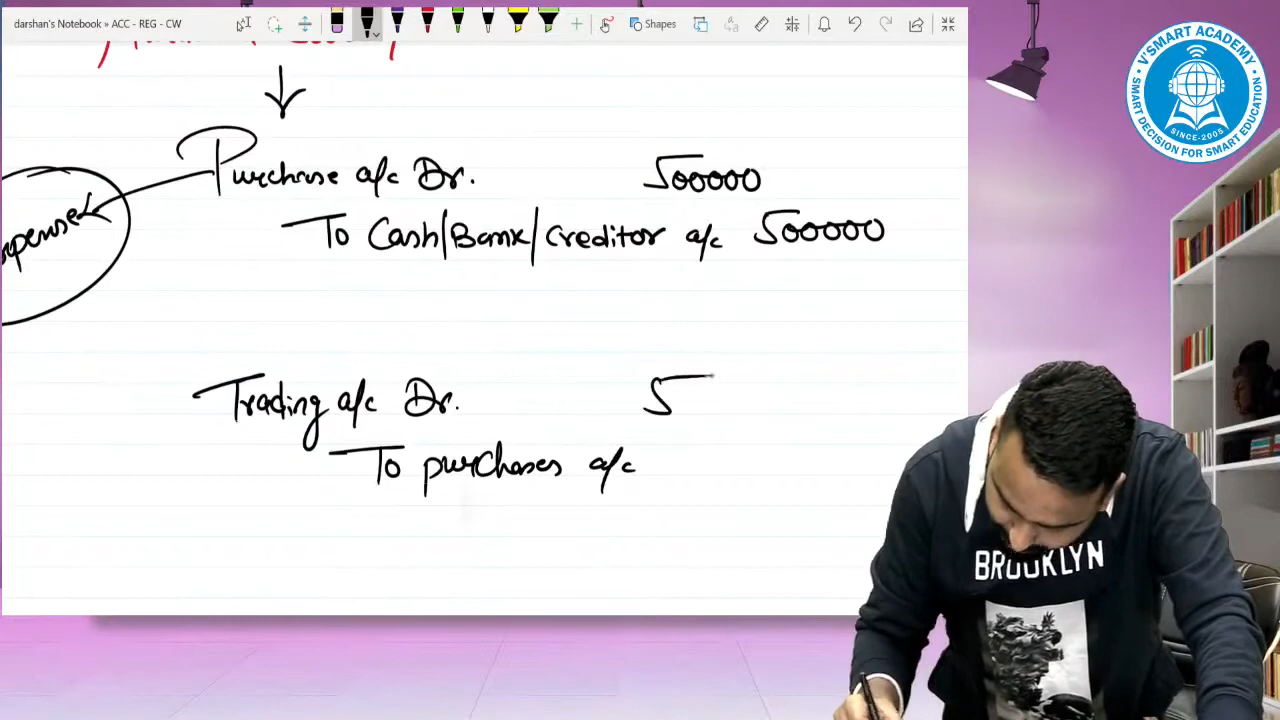 darshan's Notebook » ACC - REG - CW
Shapes
Purchase a/c Dr. 500000
To Cash/Bank/creditor a/c 500000
Trading a/c Dr. 5
To purchases a/c
V'SMART ACADEMY
SINCE-2005
SMART DECISION FOR SMART EDUCATION
BROOKLYN